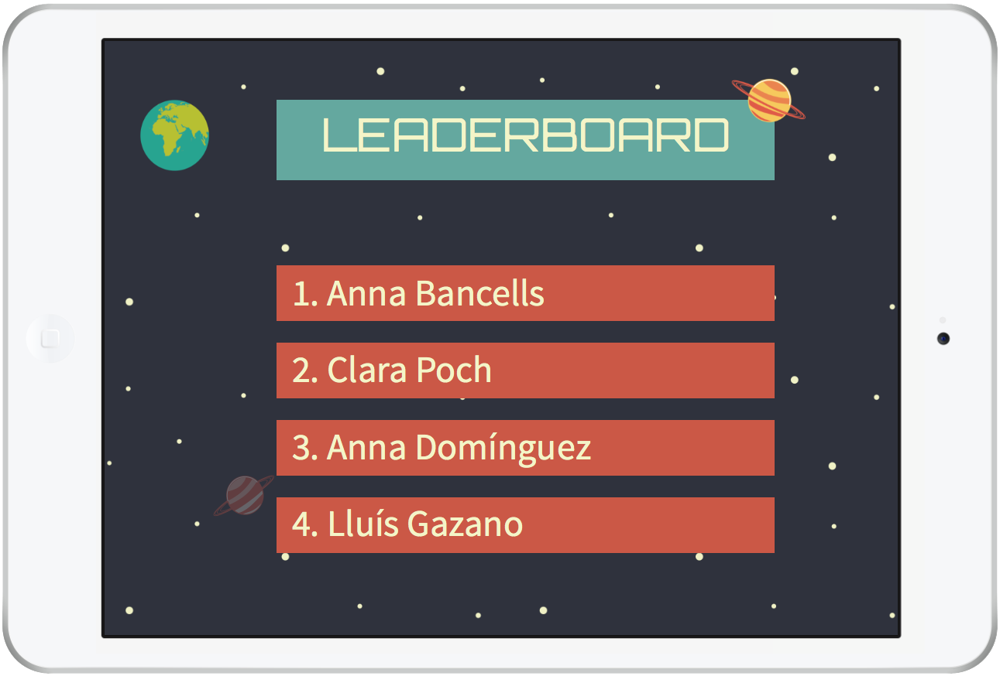 LEADERBOARD
1. Anna Bancells
2. Clara Poch
3. Anna Domínguez
4. Lluís Gazano